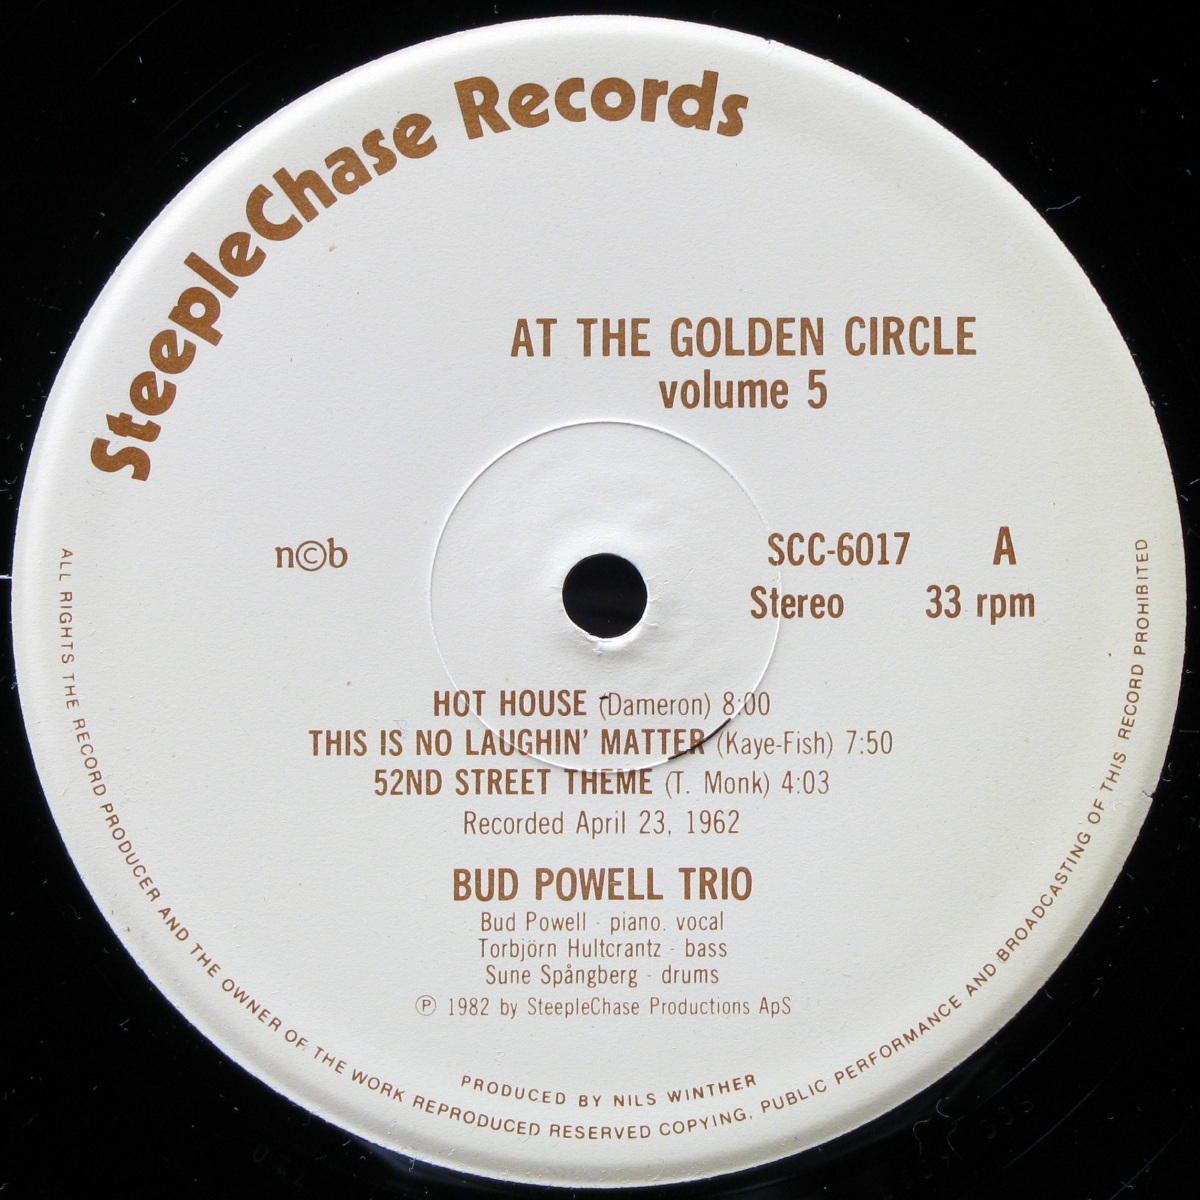 SteepleChase Records
AT THE GOLDEN CIRCLE
volume 5
n©b
SCC-6017 A
Stereo 33 rpm
HOT HOUSE (Dameron) 8:00
THIS IS NO LAUGHIN' MATTER (Kaye-Fish) 7:50
52ND STREET THEME (T. Monk) 4:03
Recorded April 23, 1962
BUD POWELL TRIO
Bud Powell - piano, vocal
Torbjörn Hultcrantz - bass
Sune Spångberg - drums
℗ 1982 by SteepleChase Productions ApS
PRODUCED BY NILS WINTHER
ALL RIGHTS THE RECORD PRODUCER AND THE OWNER OF THE WORK REPRODUCED RESERVED COPYING, PUBLIC PERFORMANCE AND BROADCASTING OF THIS RECORD PROHIBITED